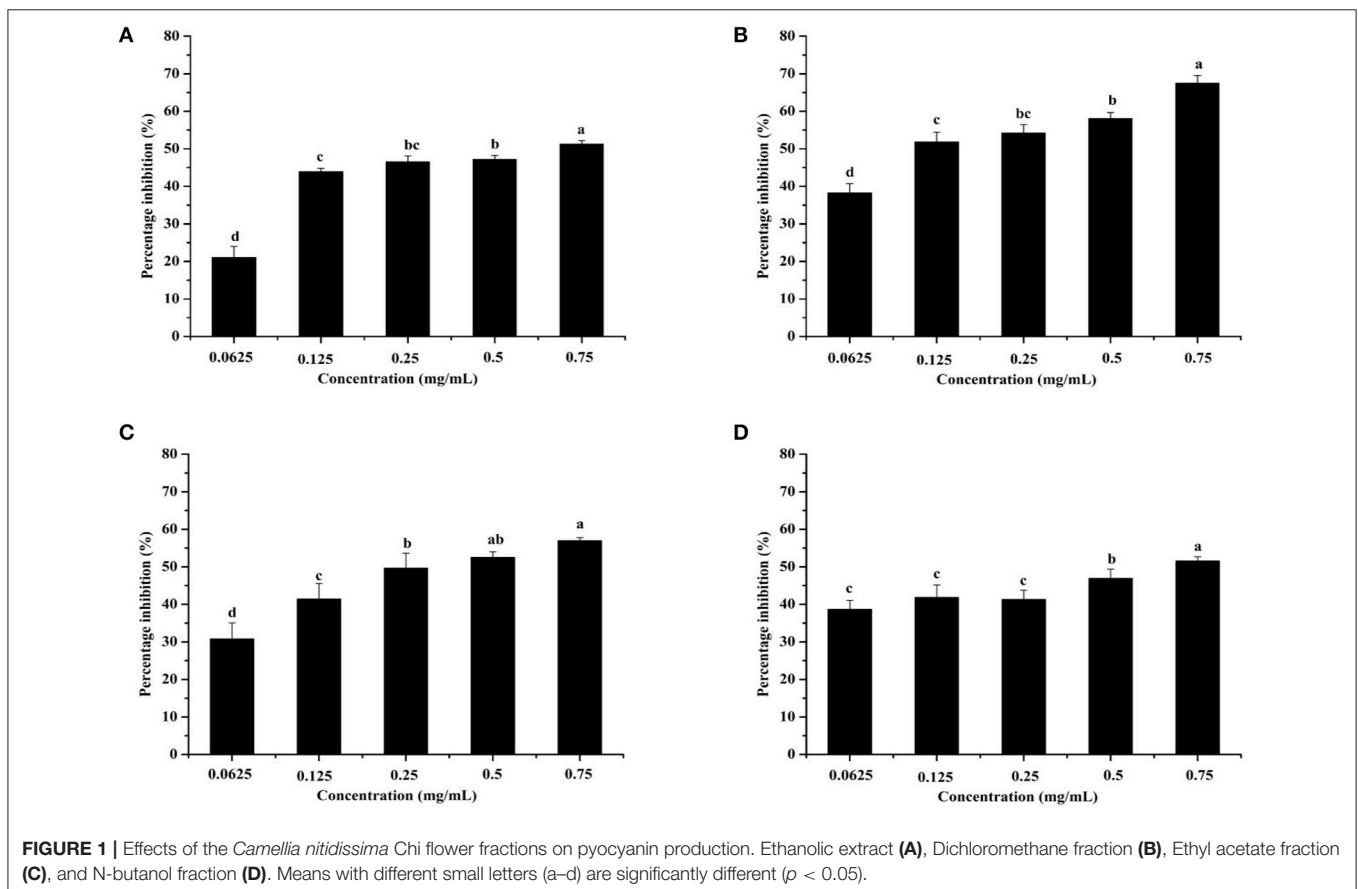 A
80
70
60
50
40
30
20
10
0
Percentage inhibition (%)
d
c
bc
b
a
0.0625 0.125 0.25 0.5 0.75
Concentration (mg/mL)
B
80
70
60
50
40
30
20
10
0
Percentage inhibition (%)
d
c
bc
b
a
0.0625 0.125 0.25 0.5 0.75
Concentration (mg/mL)
C
80
70
60
50
40
30
20
10
0
Percentage inhibition (%)
d
c
b
ab
a
0.0625 0.125 0.25 0.5 0.75
Concentration (mg/mL)
D
80
70
60
50
40
30
20
10
0
Percentage inhibition (%)
c
c
c
b
a
0.0625 0.125 0.25 0.5 0.75
Concentration (mg/mL)
FIGURE 1 | Effects of the Camellia nitidissima Chi flower fractions on pyocyanin production. Ethanolic extract (A), Dichloromethane fraction (B), Ethyl acetate fraction
(C), and N-butanol fraction (D). Means with different small letters (a–d) are significantly different (p < 0.05).